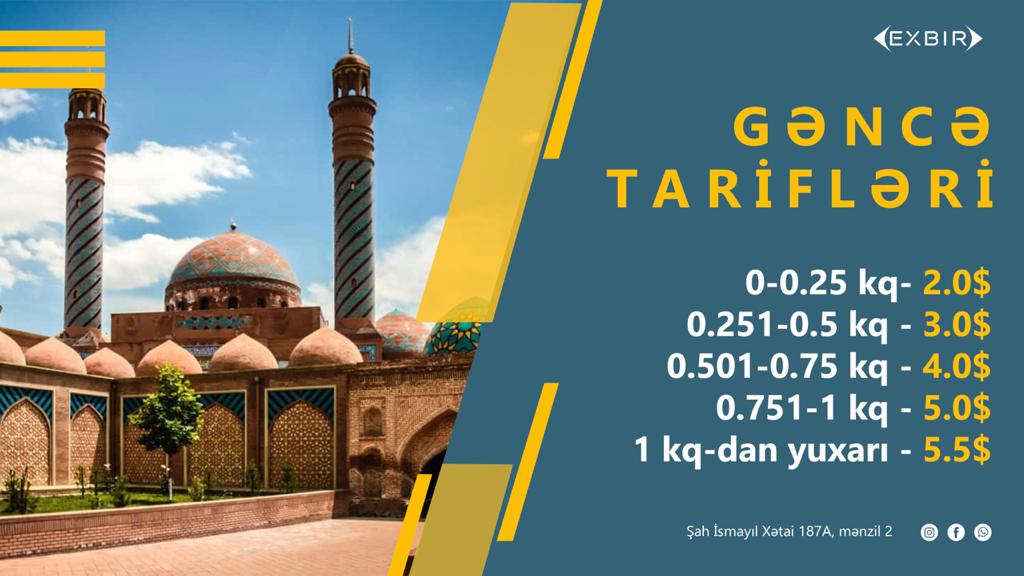 EXBIR
GƏNCƏ
TARİFLƏRİ
0-0.25 kq- 2.0$
0.251-0.5 kq - 3.0$
0.501-0.75 kq - 4.0$
0.751-1 kq - 5.0$
1 kq-dan yuxarı - 5.5$
Şah İsmayıl Xətai 187A, mənzil 2